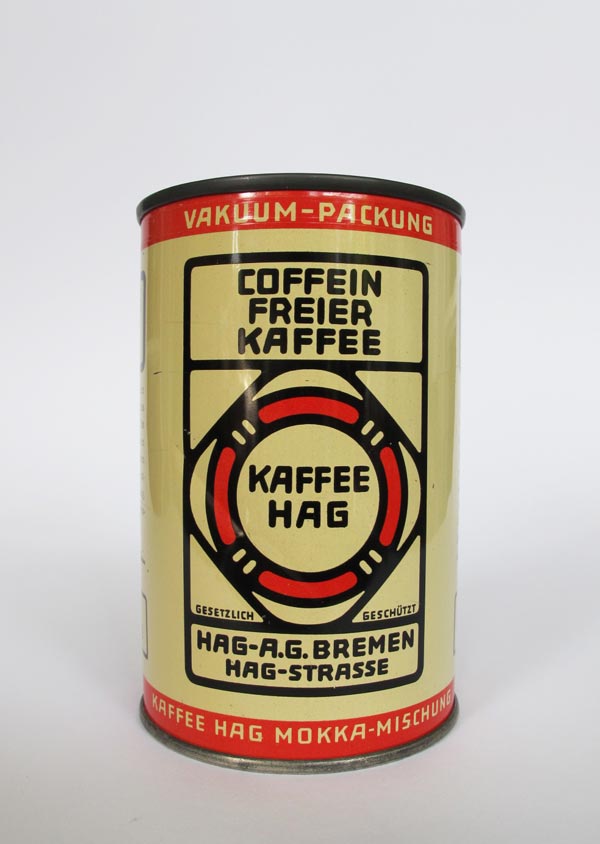 VAKUUM-PACKUNG
COFFEIN
FREIER
KAFFEE
KAFFEE
HAG
GESETZLICH GESCHÜTZT
HAG-A.G. BREMEN
HAG-STRASSE
KAFFEE HAG MOKKA-MISCHUNG